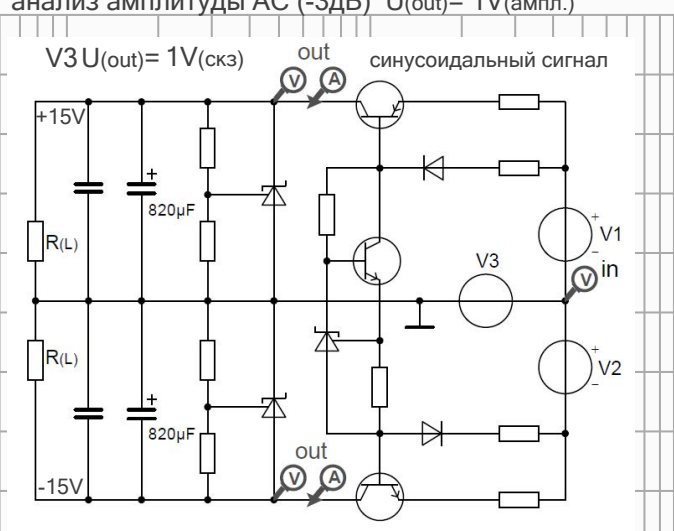 анализ амплитуды AC (-3дБ) U(out)= 1V(ампл.)
V3 U(out)= 1V(скз)
out
синусоидальный сигнал
V
A
+15V
+
820µF
R(L)
+
V1
-
V3
V
in
R(L)
+
V2
-
+
820µF
out
V
A
-15V